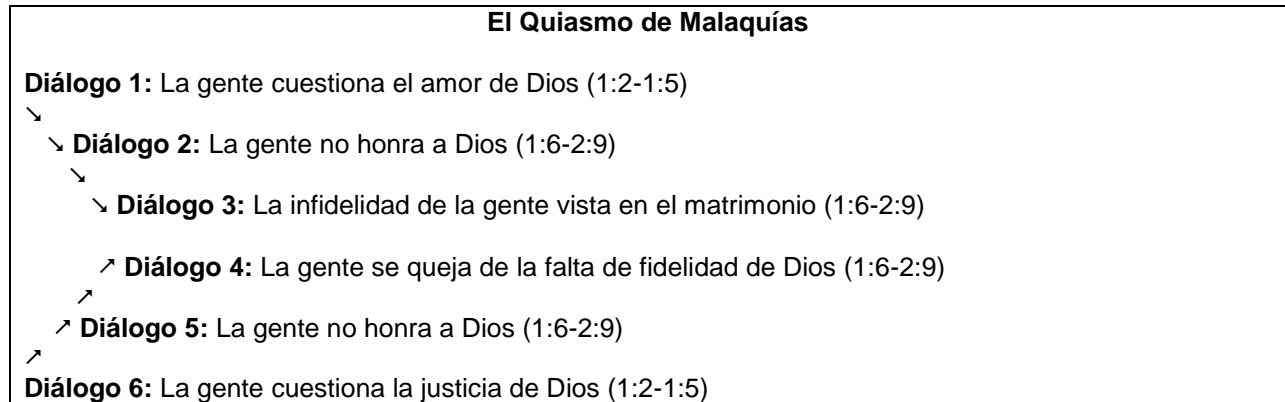 El Quiasmo de Malaquías
Diálogo 1: La gente cuestiona el amor de Dios (1:2-1:5)
↘
↘ Diálogo 2: La gente no honra a Dios (1:6-2:9)
↘
↘ Diálogo 3: La infidelidad de la gente vista en el matrimonio (1:6-2:9)
↗ Diálogo 4: La gente se queja de la falta de fidelidad de Dios (1:6-2:9)
↗
↗ Diálogo 5: La gente no honra a Dios (1:6-2:9)
↗
Diálogo 6: La gente cuestiona la justicia de Dios (1:2-1:5)